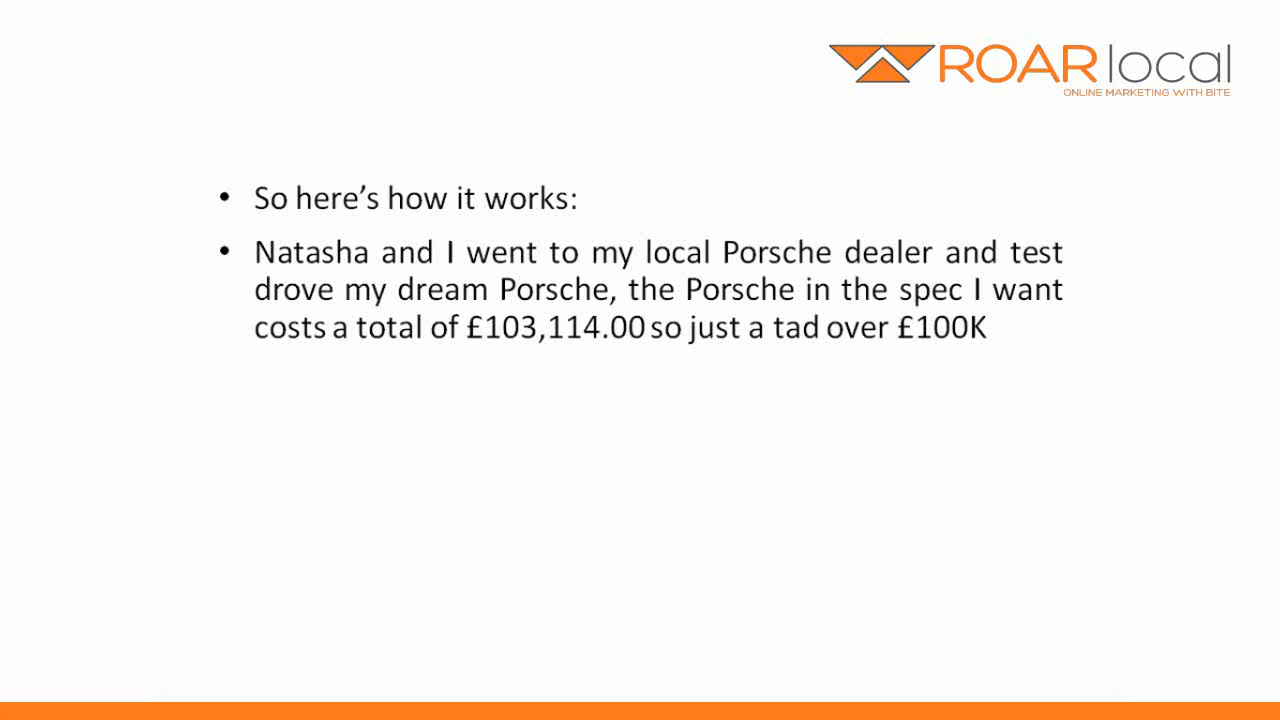 ROAR local
ONLINE MARKETING WITH BITE
• So here’s how it works:
• Natasha and I went to my local Porsche dealer and test
drove my dream Porsche, the Porsche in the spec I want
costs a total of £103,114.00 so just a tad over £100K